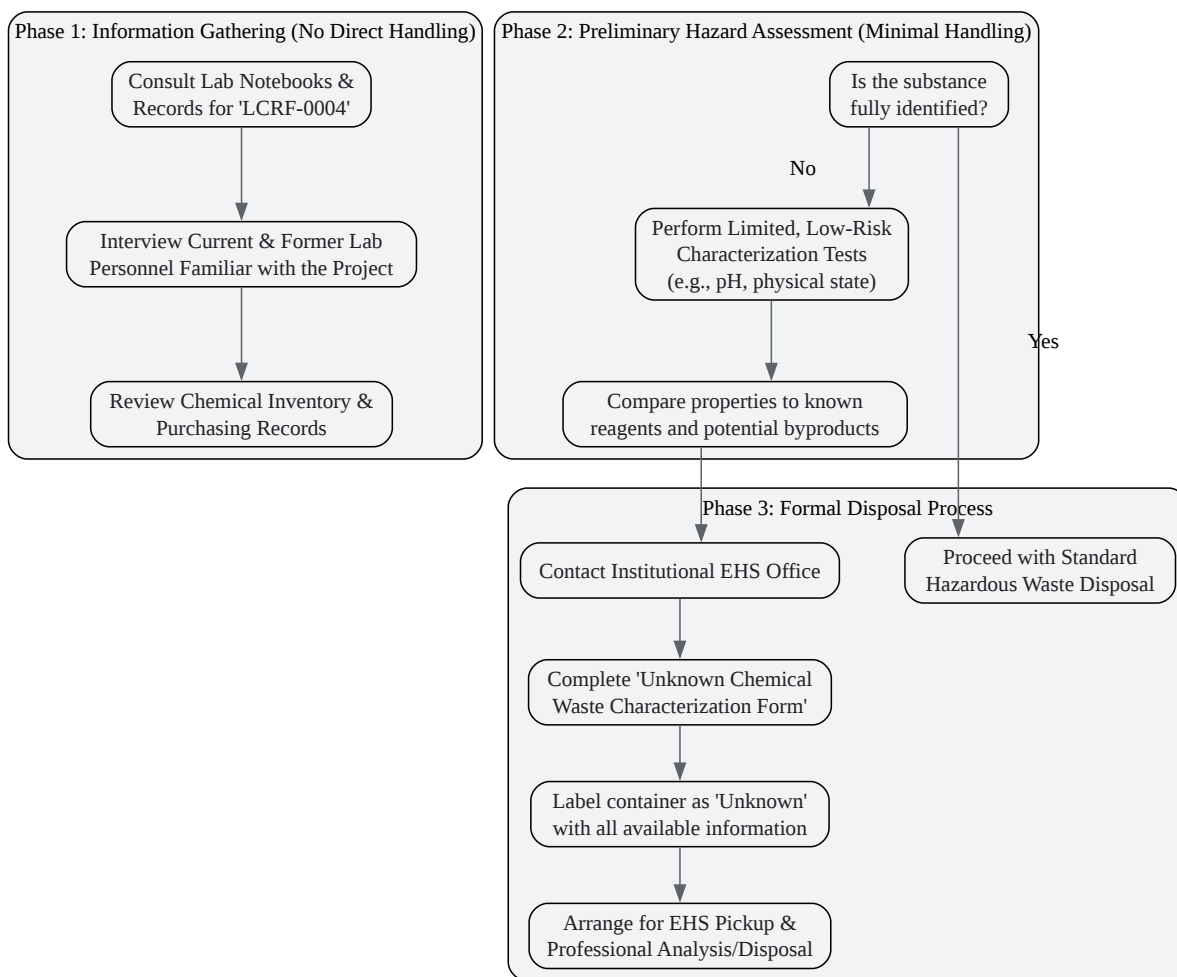 Phase 1: Information Gathering (No Direct Handling)
Consult Lab Notebooks &
Records for 'LCRF-0004'
Interview Current & Former Lab
Personnel Familiar with the Project
Review Chemical Inventory &
Purchasing Records
Phase 2: Preliminary Hazard Assessment (Minimal Handling)
Is the substance
fully identified?
No
Yes
Perform Limited, Low-Risk
Characterization Tests
(e.g., pH, physical state)
Compare properties to known
reagents and potential byproducts
Phase 3: Formal Disposal Process
Contact Institutional EHS Office
Proceed with Standard
Hazardous Waste Disposal
Complete 'Unknown Chemical
Waste Characterization Form'
Label container as 'Unknown'
with all available information
Arrange for EHS Pickup &
Professional Analysis/Disposal